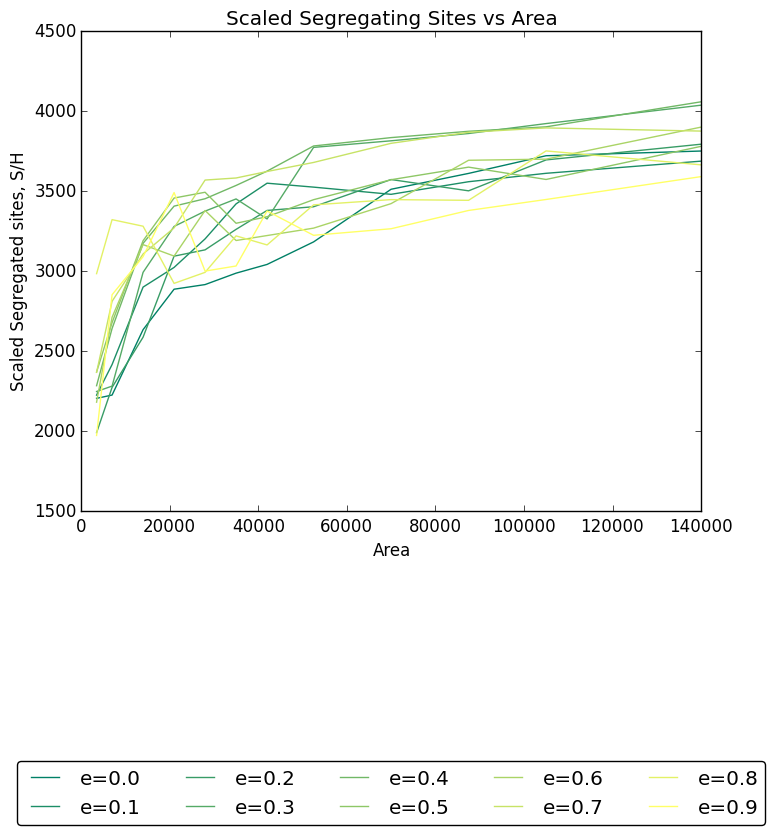 Scaled Segregating Sites vs Area
4500
4000
3500
3000
2500
2000
1500
Scaled Segregated sites, S/H
0 20000 40000 60000 80000 100000 120000 140000
Area
e=0.0 e=0.2 e=0.4 e=0.6 e=0.8
e=0.1 e=0.3 e=0.5 e=0.7 e=0.9